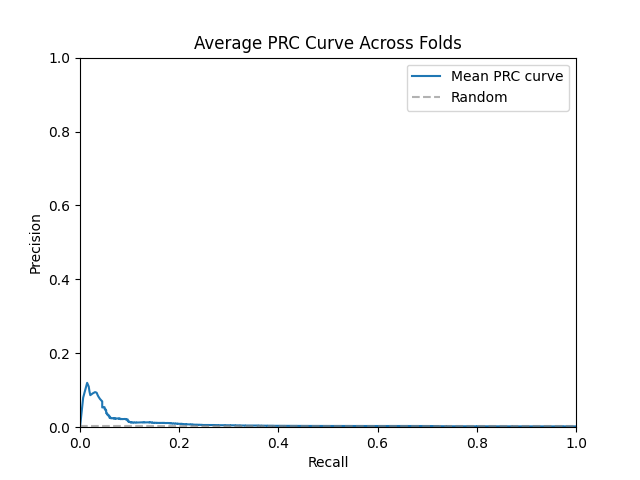 Average PRC Curve Across Folds
1.0
0.8
0.6
0.4
0.2
0.0
Precision
Mean PRC curve
Random
0.0 0.2 0.4 0.6 0.8 1.0
Recall